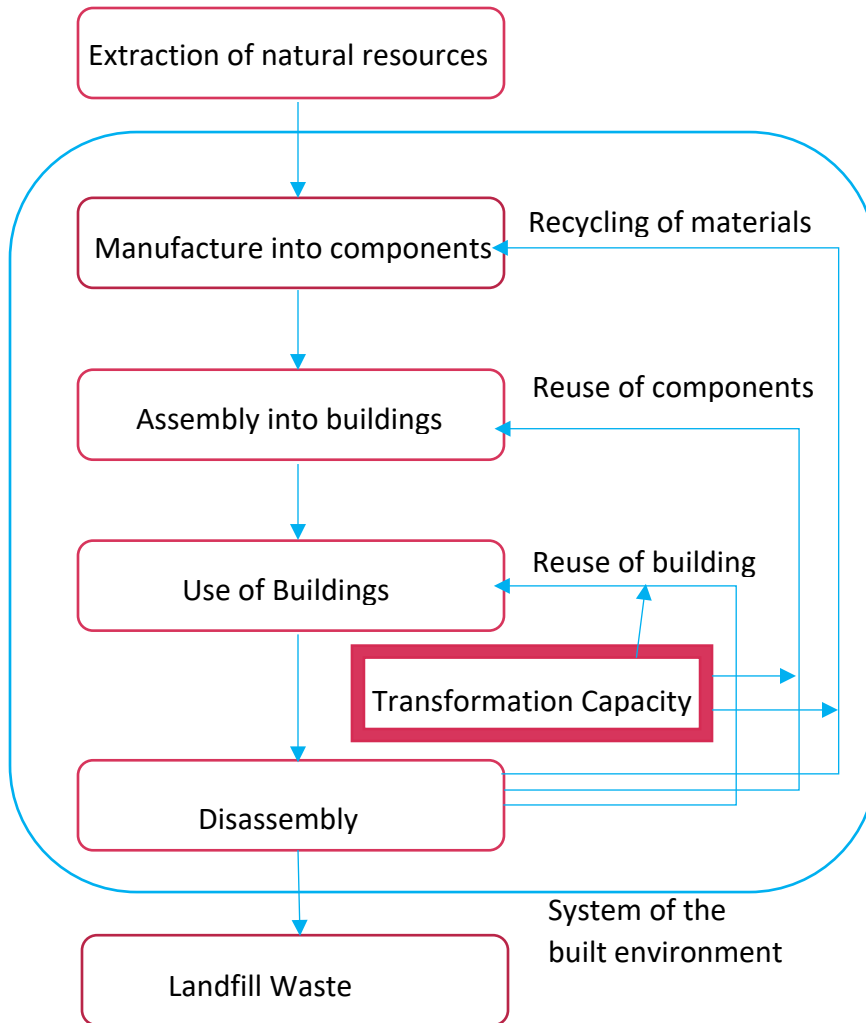 Extraction of natural resources
Recycling of materials
Manufacture into components
Reuse of components
Assembly into buildings
Reuse of building
Use of Buildings
Transformation Capacity
Disassembly
System of the
built environment
Landfill Waste